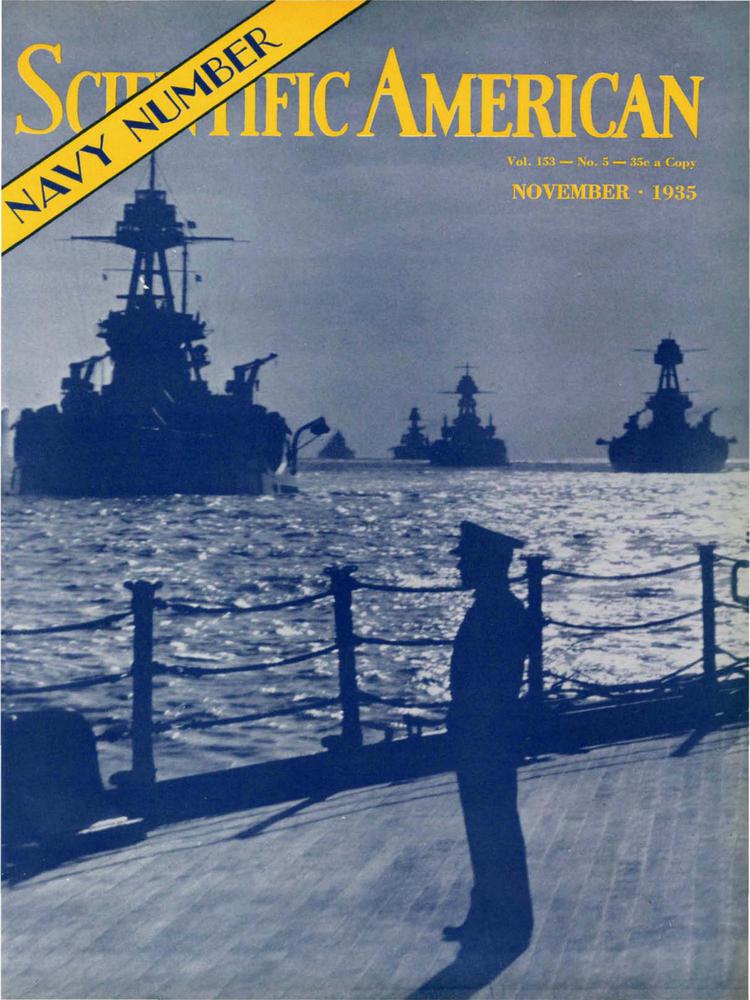 SCIENTIFIC AMERICAN
NAVY NUMBER
Vol. 153 — No. 5 — 35c a Copy
NOVEMBER · 1935